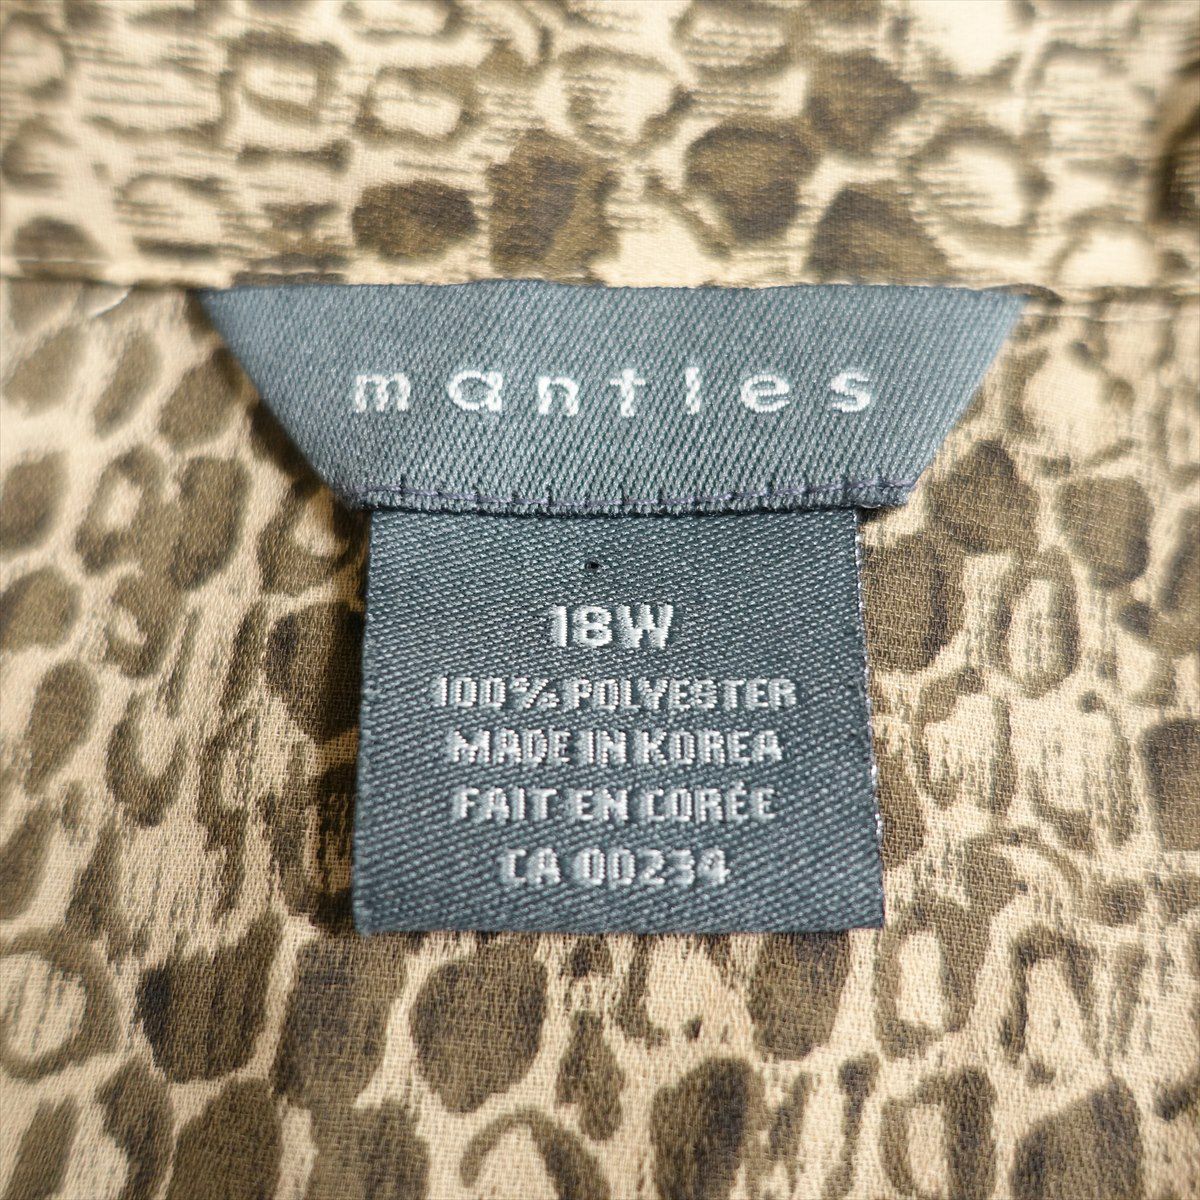 mantles
18W
100% POLYESTER
MADE IN KOREA
FAIT EN CORÉE
CA 00234